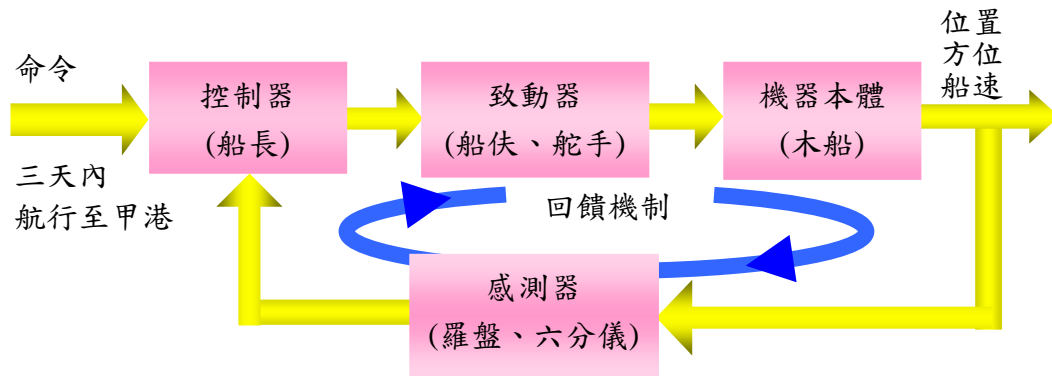 命令
三天內
航行至甲港
控制器
(船長)
致動器
(船伕、舵手)
機器本體
(木船)
位置
方位
船速
回饋機制
感測器
(羅盤、六分儀)